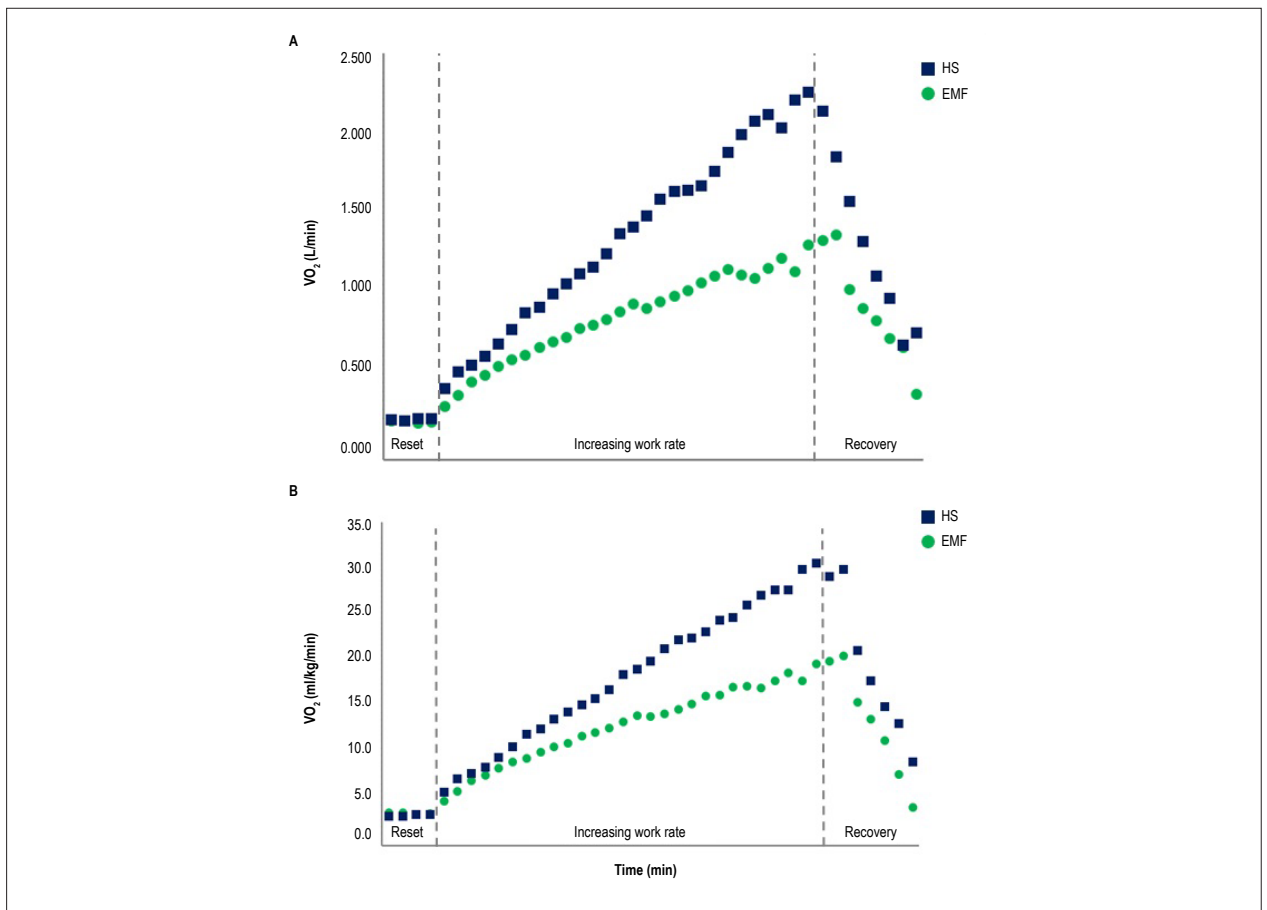 A
2.500
2.000
1.500
1.000
0.500
0.000
VO2 (L/min)
HS
EMF
Reset
Increasing work rate
Recovery
B
35.0
30.0
25.0
20.0
15.0
10.0
5.0
0.0
VO2 (ml/kg/min)
HS
EMF
Reset
Increasing work rate
Recovery
Time (min)